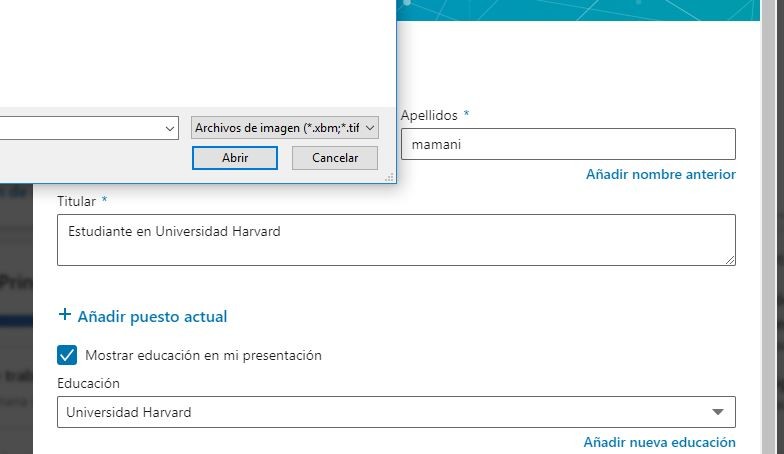 Apellidos *
Archivos de imagen (*.xbm;*.tif
mamani
Abrir
Cancelar
Añadir nombre anterior
Titular *
Estudiante en Universidad Harvard
+ Añadir puesto actual
Mostrar educación en mi presentación
Educación
Universidad Harvard
Añadir nueva educación